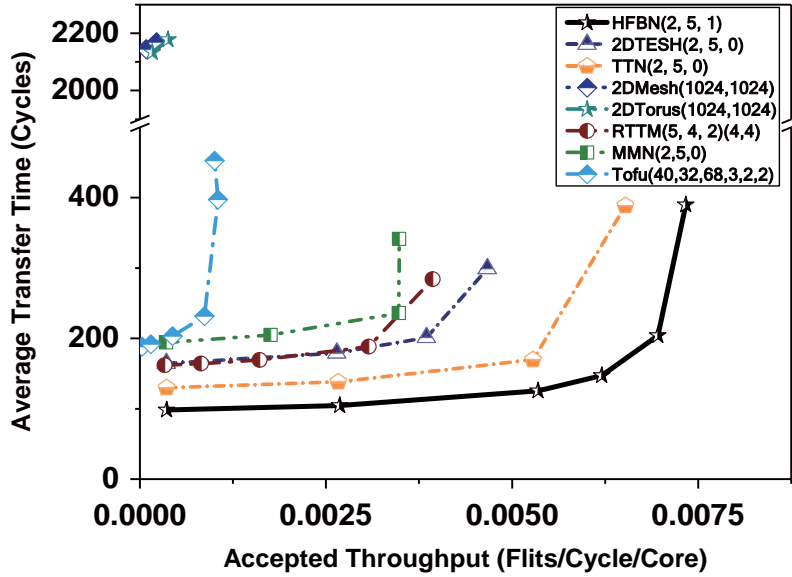 2200
2000
400
200
0
Average Transfer Time (Cycles)
HFBN(2, 5, 1)
2DTESH(2, 5, 0)
TTN(2, 5, 0)
2DMesh(1024,1024)
2DTorus(1024,1024)
RTTM(5, 4, 2)(4,4)
MMN(2,5,0)
Tofu(40,32,68,3,2,2)
0.0000 0.0025 0.0050 0.0075
Accepted Throughput (Flits/Cycle/Core)